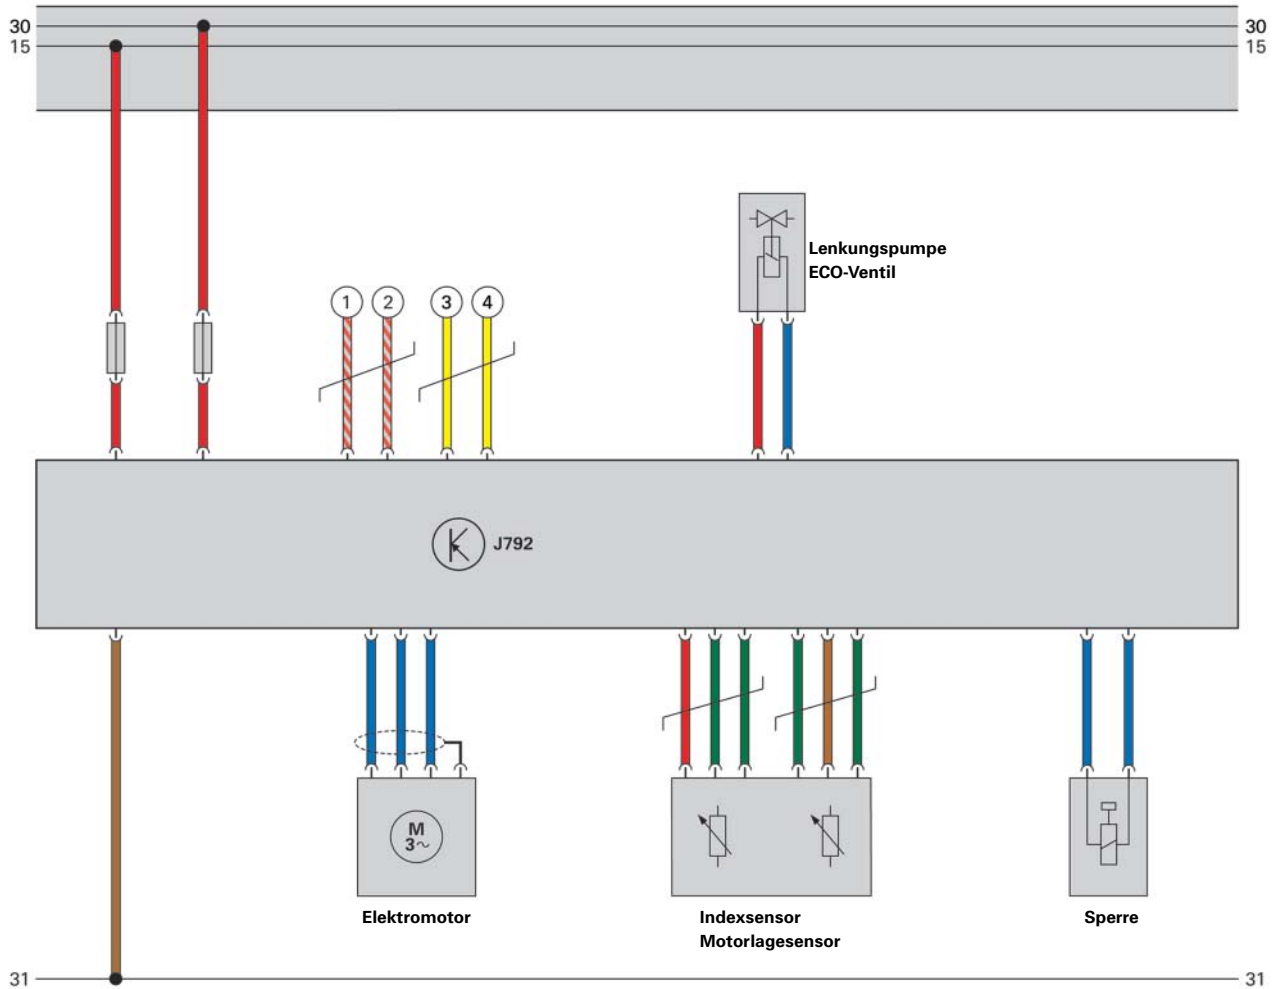 30
30
15
15
Lenkungspumpe
ECO-Ventil
1 2 3 4
J792
M
3~
Elektromotor
Indexsensor
Motorlagesensor
Sperre
31
31